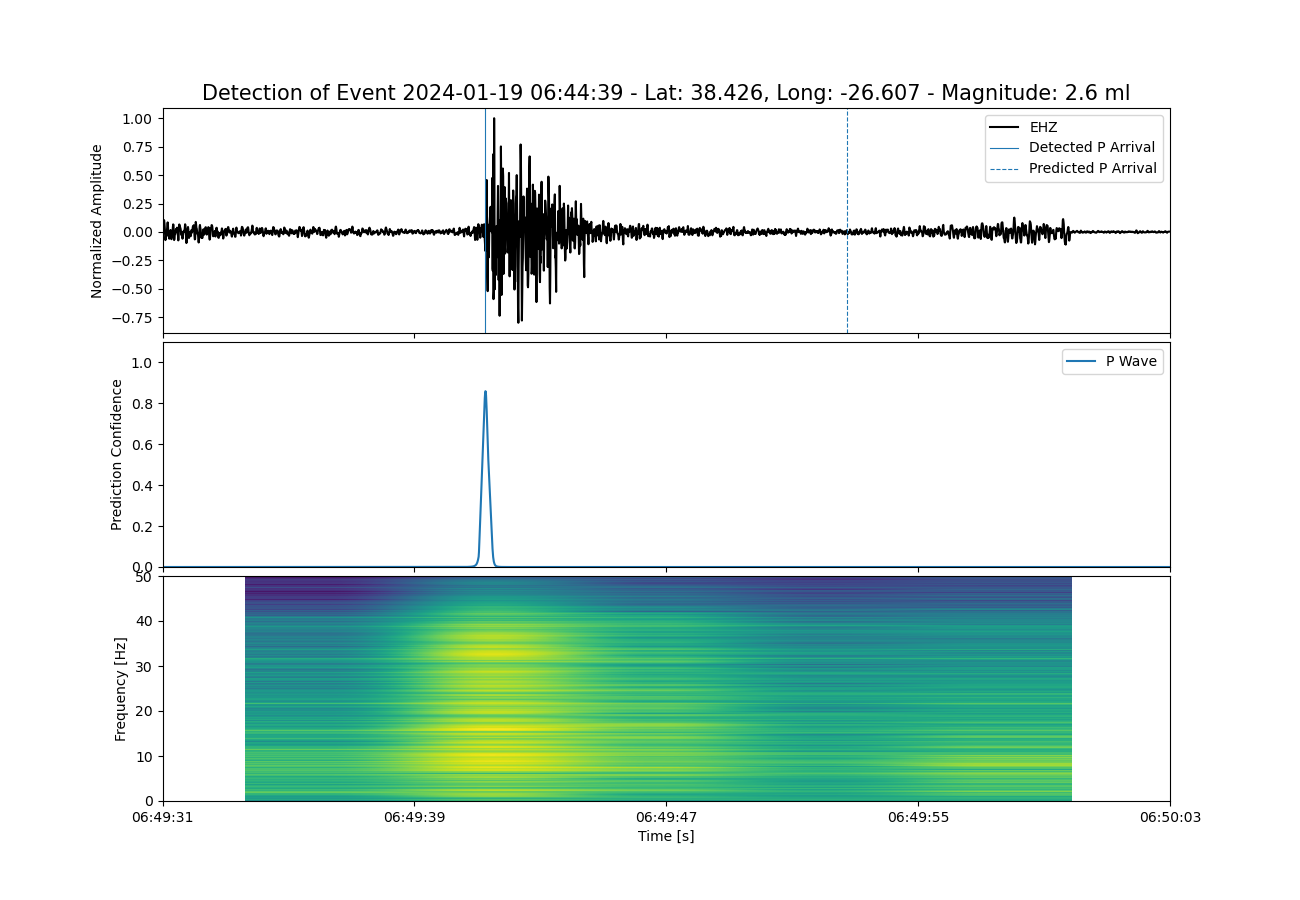 Detection of Event 2024-01-19 06:44:39 - Lat: 38.426, Long: -26.607 - Magnitude: 2.6 ml
Normalized Amplitude
1.00
0.75
0.50
0.25
0.00
−0.25
−0.50
−0.75
EHZ
Detected P Arrival
Predicted P Arrival
Prediction Confidence
1.0
0.8
0.6
0.4
0.2
0.0
P Wave
Frequency [Hz]
50
40
30
20
10
0
06:49:31 06:49:39 06:49:47 06:49:55 06:50:03
Time [s]